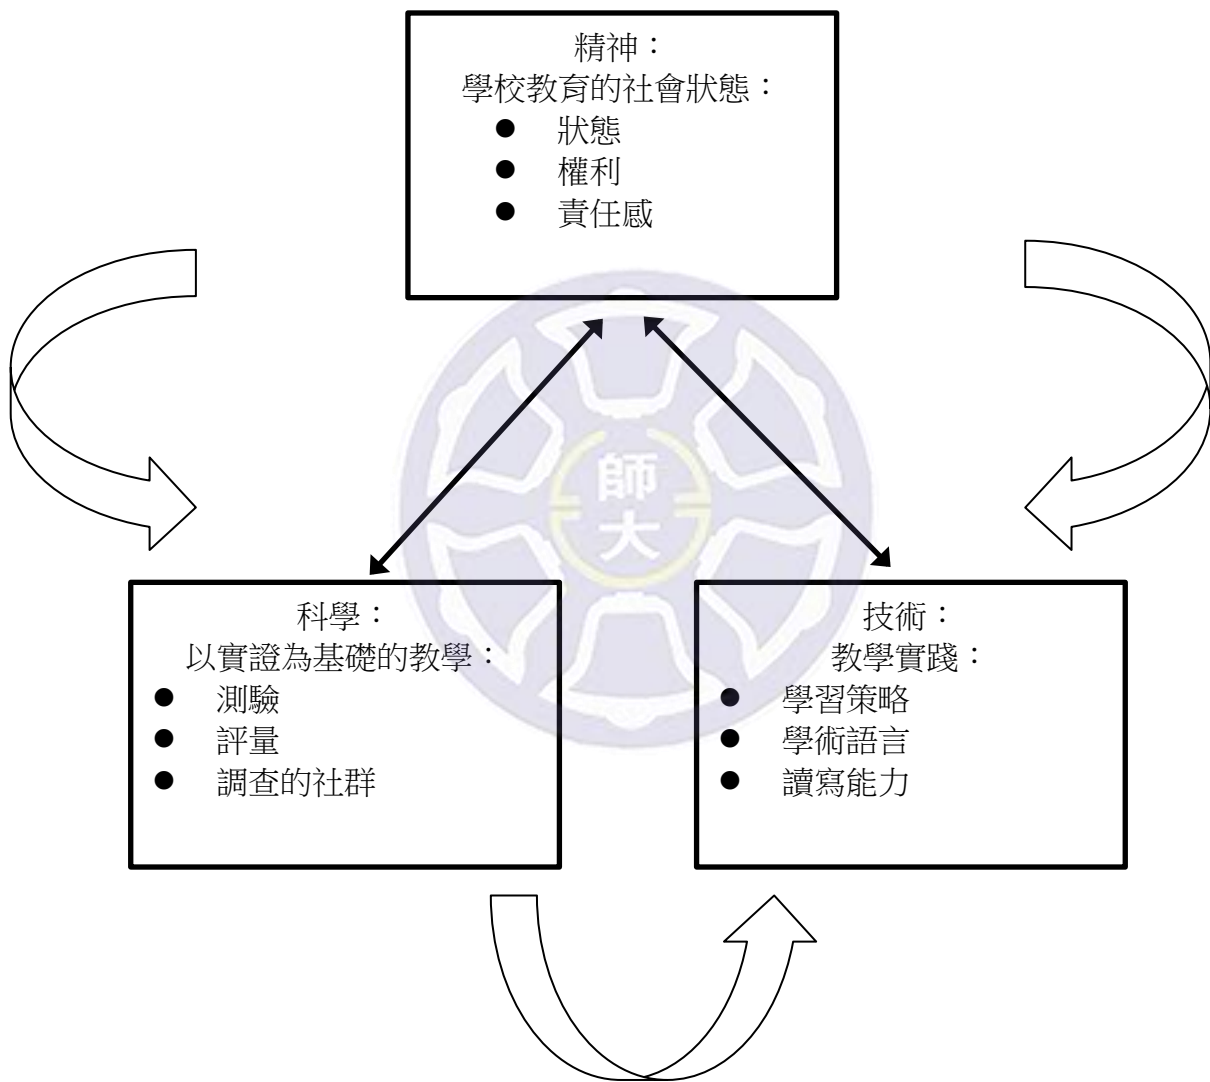 精神：
學校教育的社會狀態：
● 狀態
● 權利
● 責任感
師
大
科學：
以實證為基礎的教學：
● 測驗
● 評量
● 調查的社群
技術：
教學實踐：
● 學習策略
● 學術語言
● 讀寫能力